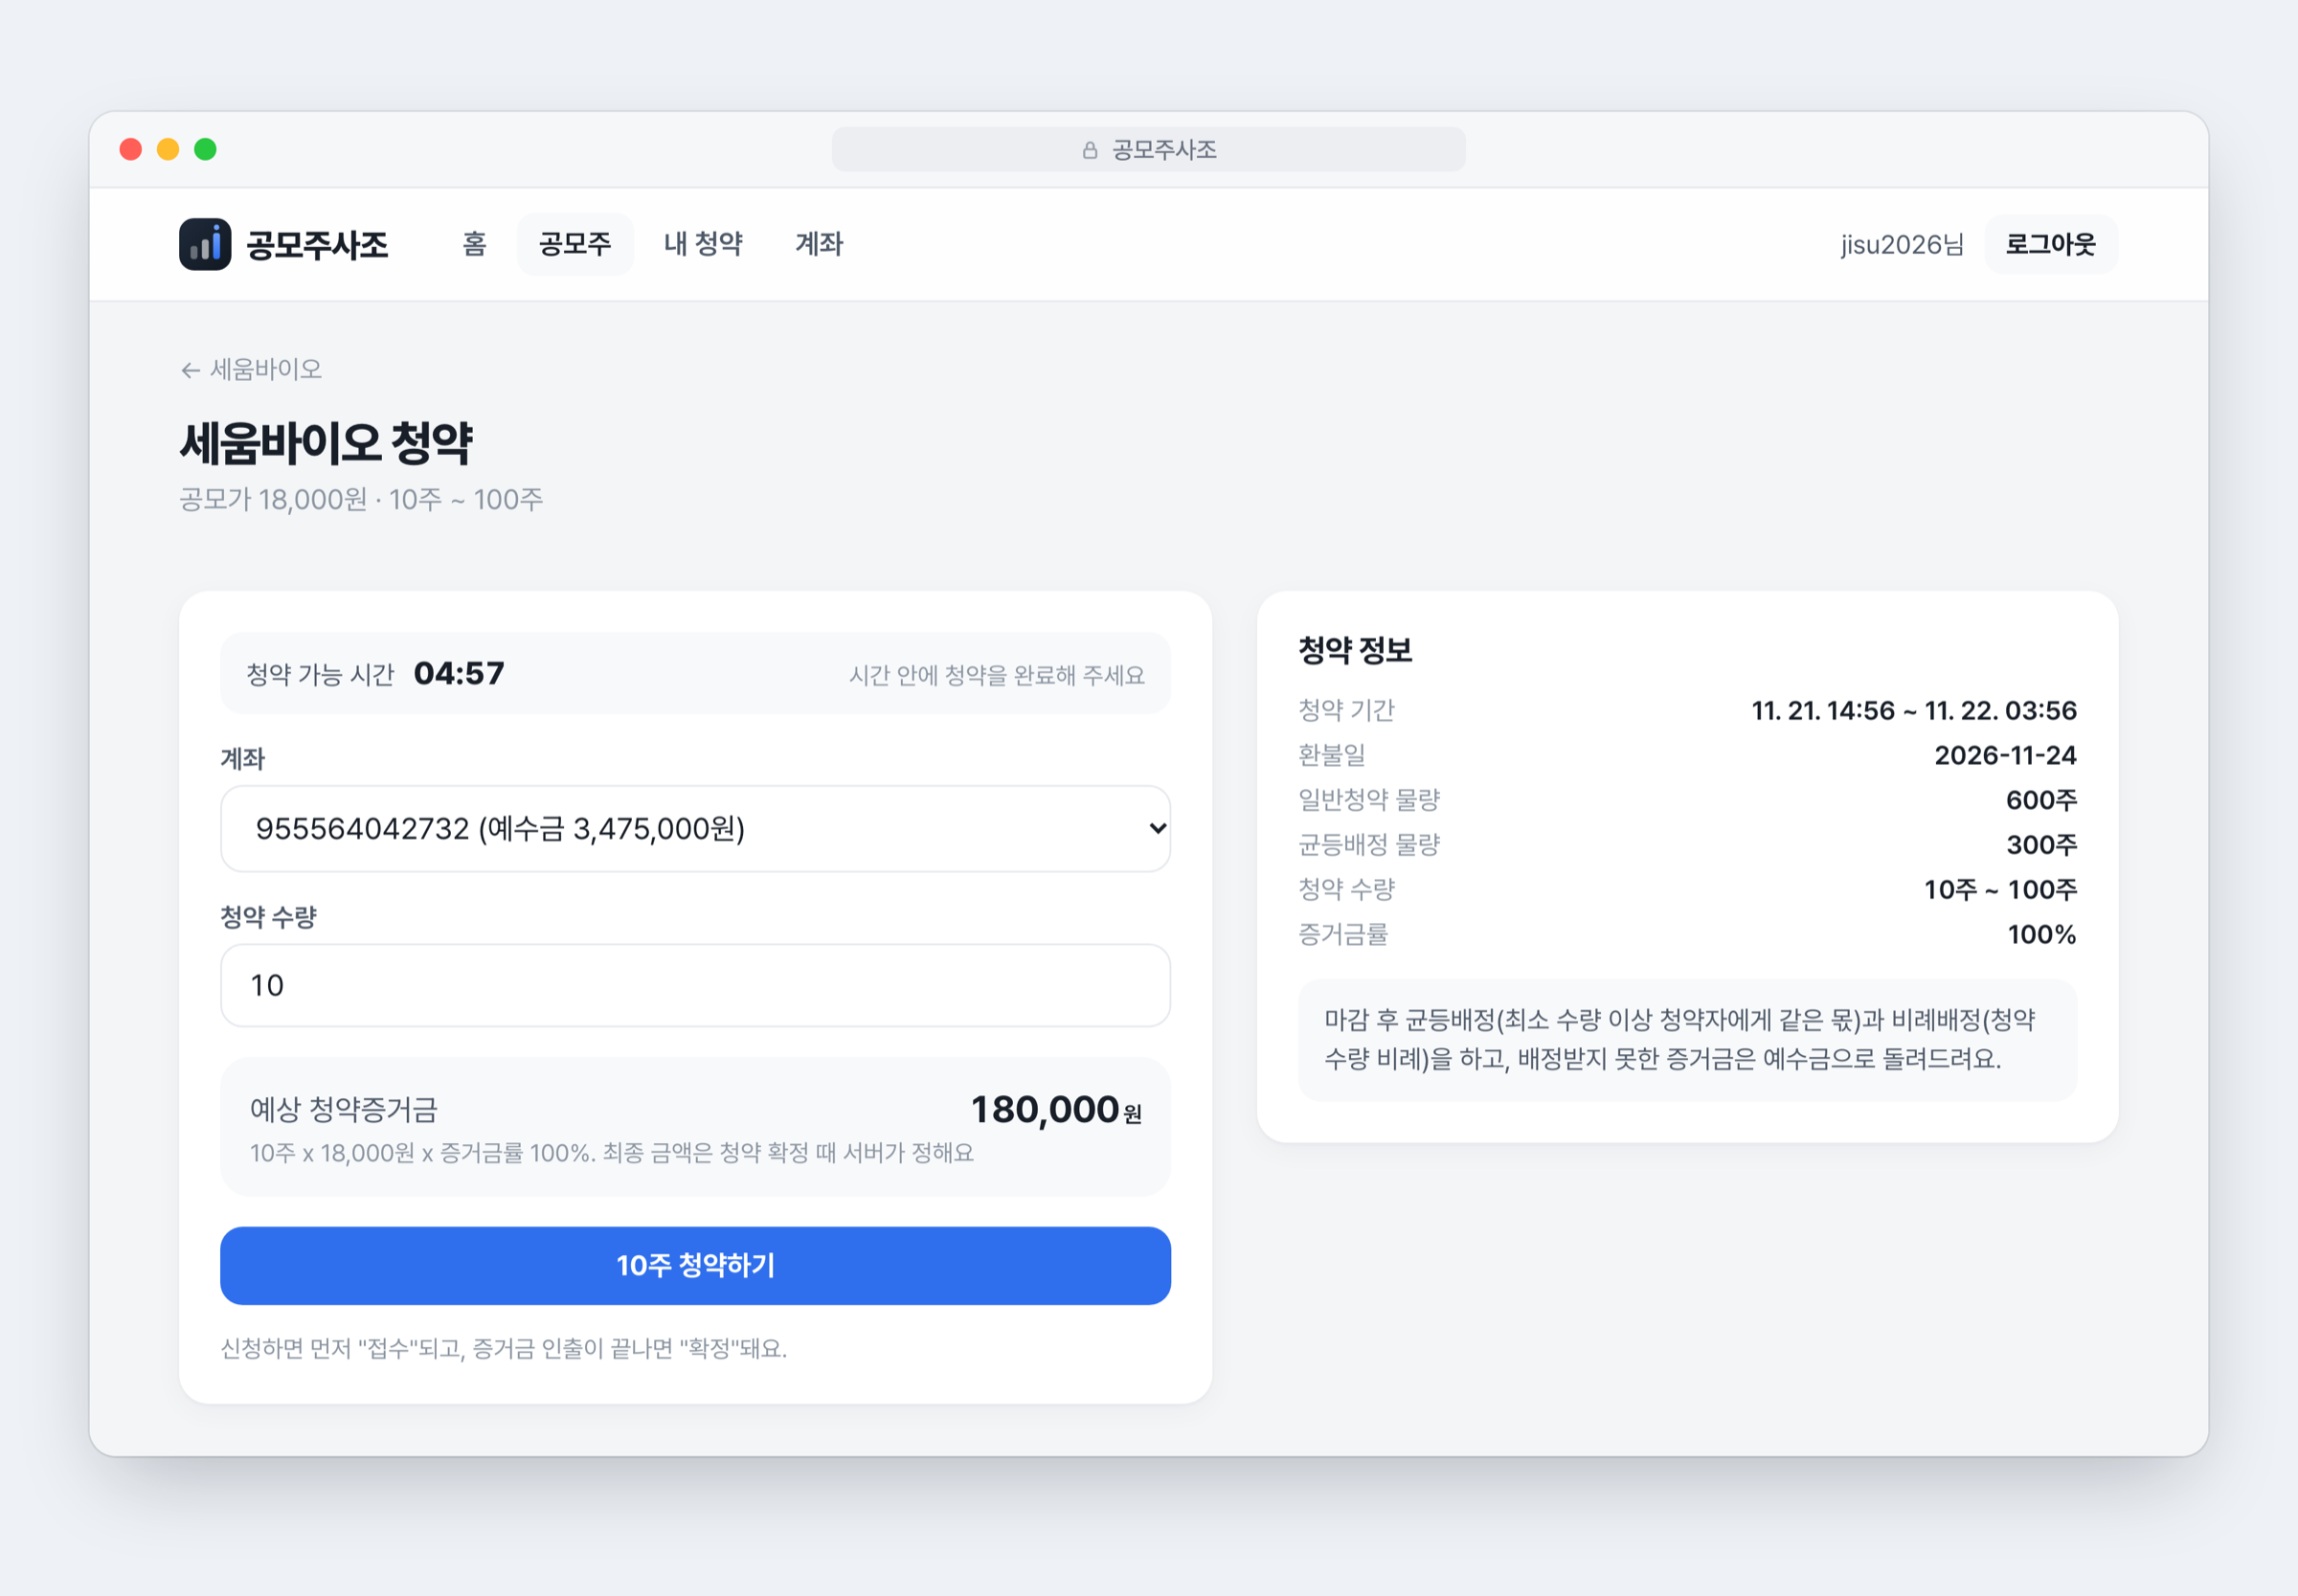 공모주사조
공모주사조
홈
공모주
내 청약
계좌
jisu2026님
로그아웃
← 세움바이오
세움바이오 청약
공모가 18,000원 · 10주 ~ 100주
청약 가능 시간 04:57
시간 안에 청약을 완료해 주세요
계좌
955564042732 (예수금 3,475,000원)
청약 수량
10
예상 청약증거금
180,000원
10주 x 18,000원 x 증거금률 100%. 최종 금액은 청약 확정 때 서버가 정해요
10주 청약하기
신청하면 먼저 "접수"되고, 증거금 인출이 끝나면 "확정"돼요.
청약 정보
청약 기간 11. 21. 14:56 ~ 11. 22. 03:56
환불일 2026-11-24
일반청약 물량 600주
균등배정 물량 300주
청약 수량 10주 ~ 100주
증거금률 100%
마감 후 균등배정(최소 수량 이상 청약자에게 같은 몫)과 비례배정(청약
수량 비례)을 하고, 배정받지 못한 증거금은 예수금으로 돌려드려요.